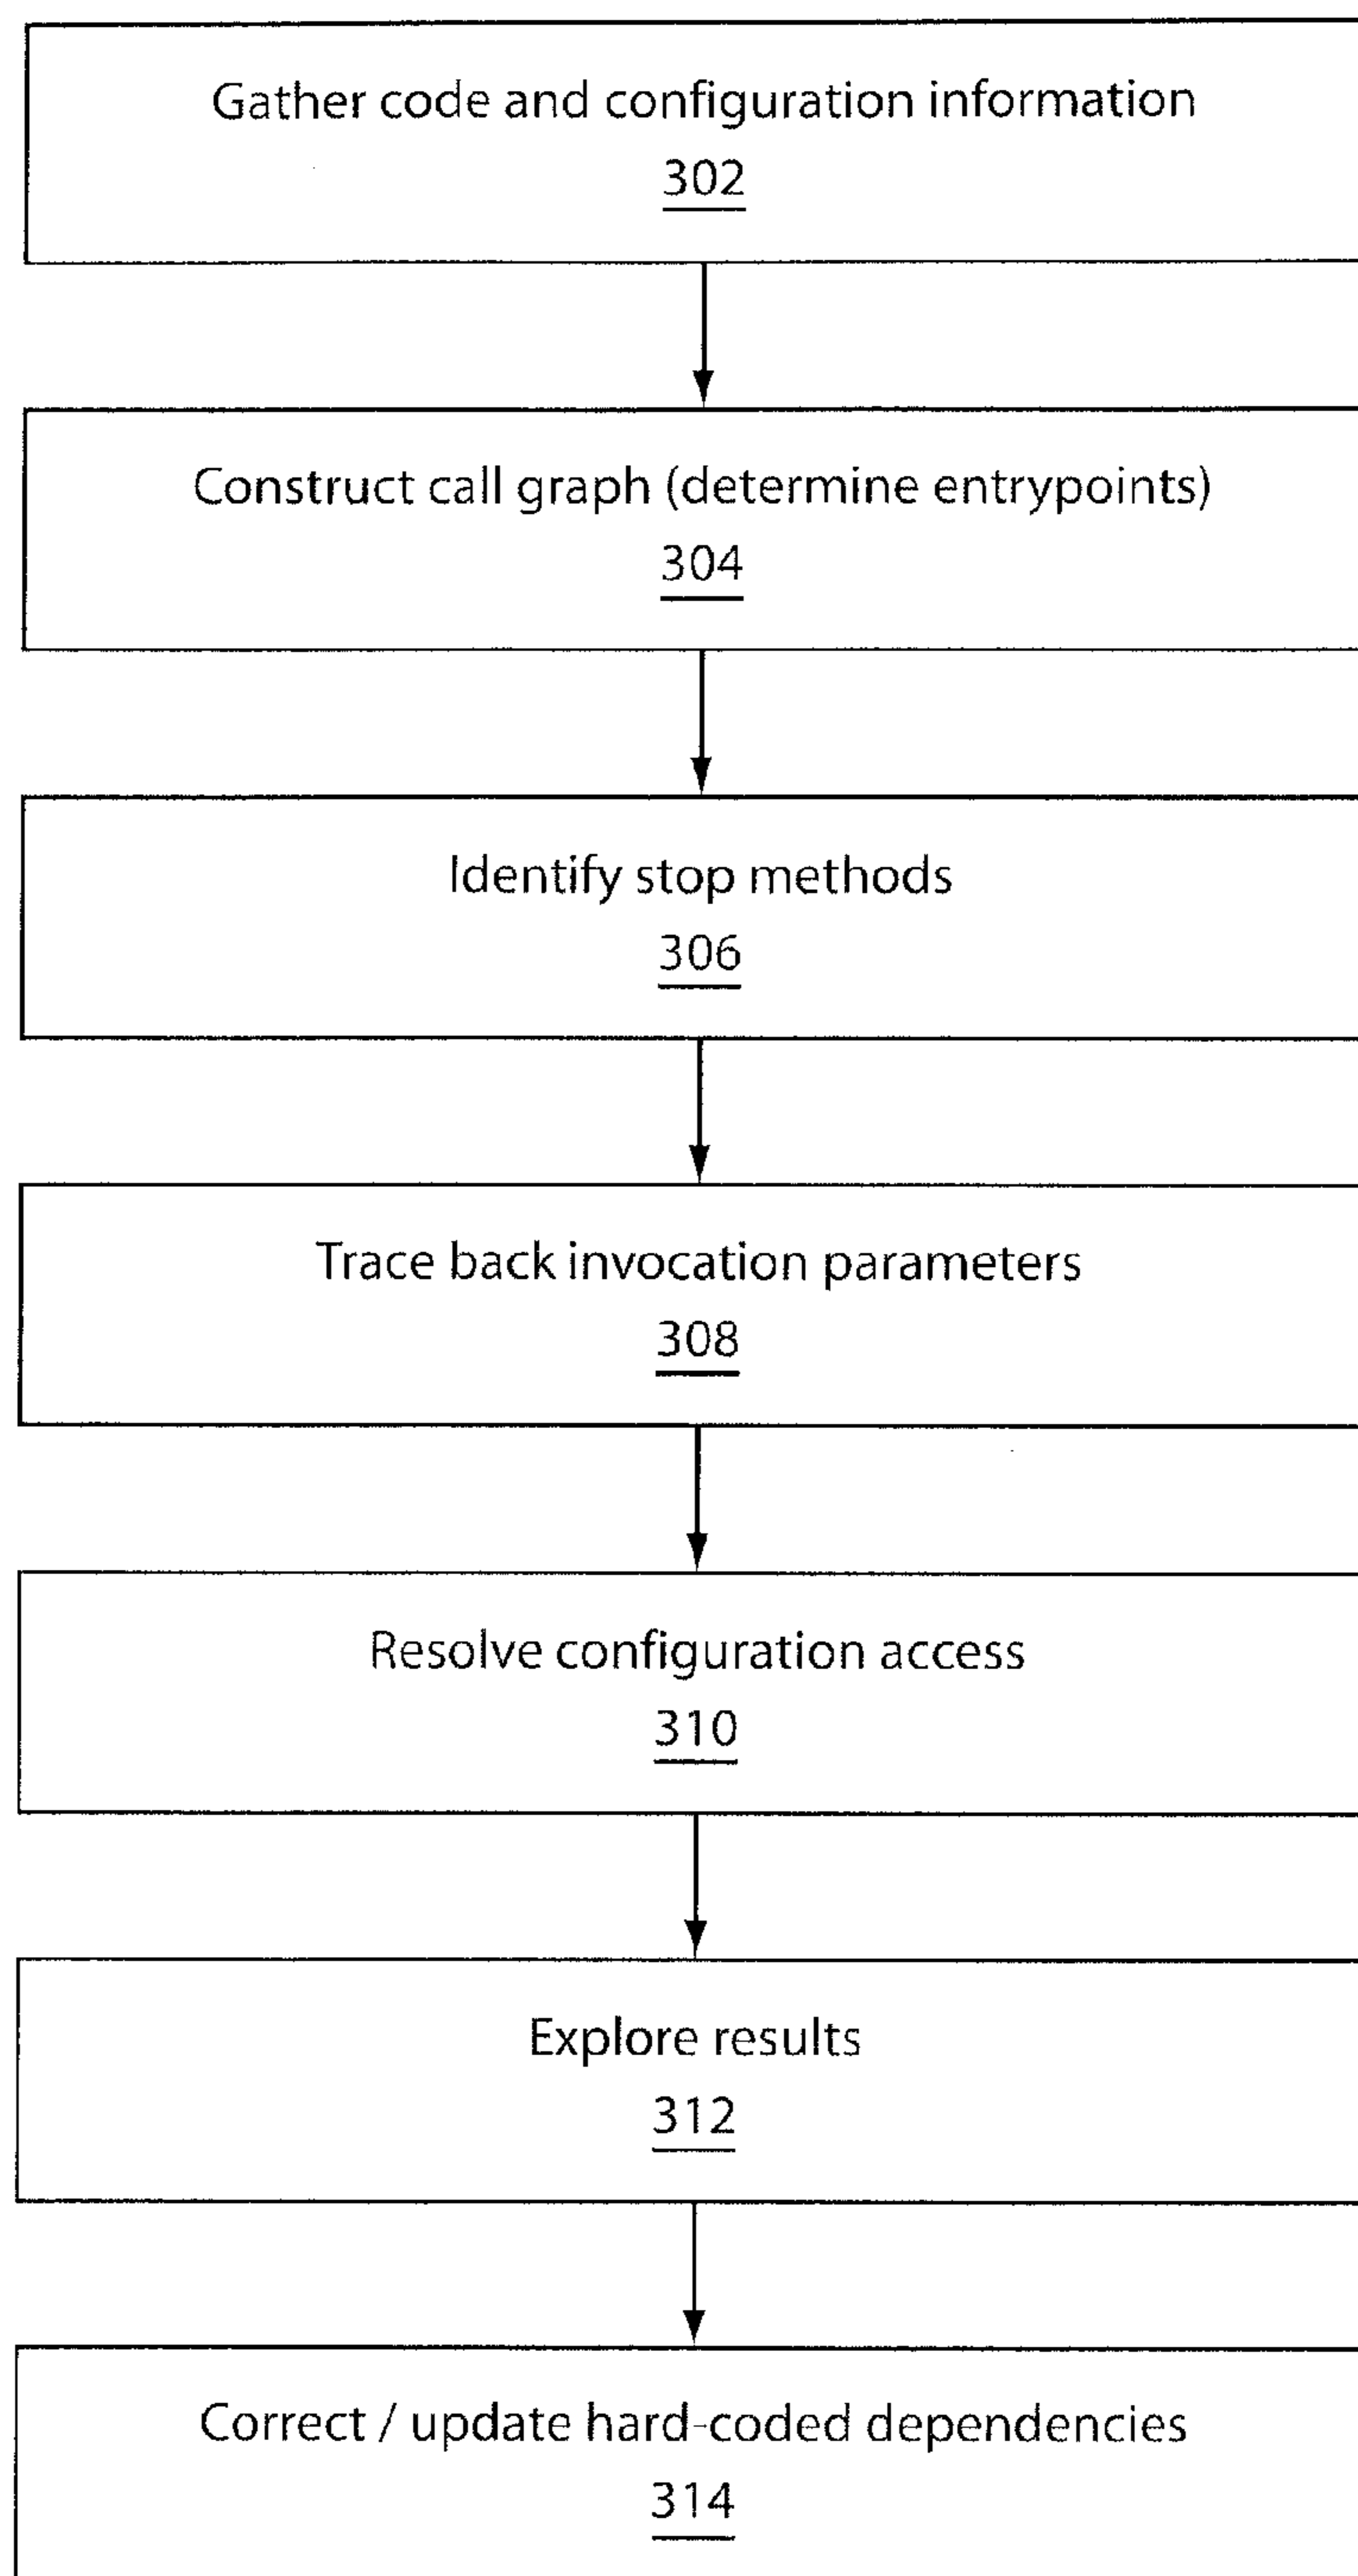 Gather code and configuration information
302
Construct call graph (determine entrypoints)
304
Identify stop methods
306
Trace back invocation parameters
308
Resolve configuration access
310
Explore results
312
Correct / update hard-coded dependencies
314